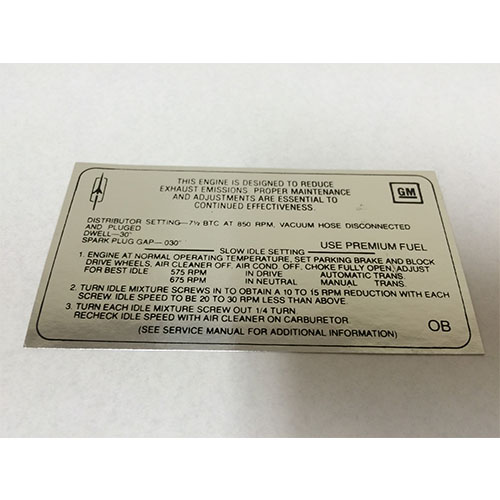 THIS ENGINE IS DESIGNED TO REDUCE
EXHAUST EMISSIONS. PROPER MAINTENANCE
AND ADJUSTMENTS ARE ESSENTIAL TO
CONTINUED EFFECTIVENESS.
GM
DISTRIBUTOR SETTING—7½ BTC AT 850 RPM, VACUUM HOSE DISCONNECTED
AND PLUGED
DWELL—30°
SPARK PLUG GAP—.030"
USE PREMIUM FUEL
SLOW IDLE SETTING
1. ENGINE AT NORMAL OPERATING TEMPERATURE, SET PARKING BRAKE AND BLOCK
DRIVE WHEELS, AIR CLEANER OFF. AIR COND. OFF. CHOKE FULLY OPEN, ADJUST
FOR BEST IDLE 575 RPM IN DRIVE AUTOMATIC TRANS.
675 RPM IN NEUTRAL MANUAL TRANS.
2. TURN IDLE MIXTURE SCREWS IN TO OBTAIN A 10 TO 15 RPM REDUCTION WITH EACH
SCREW. IDLE SPEED TO BE 20 TO 30 RPM LESS THAN ABOVE.
3. TURN EACH IDLE MIXTURE SCREW OUT 1/4 TURN.
RECHECK IDLE SPEED WITH AIR CLEANER ON CARBURETOR.
(SEE SERVICE MANUAL FOR ADDITIONAL INFORMATION)
OB